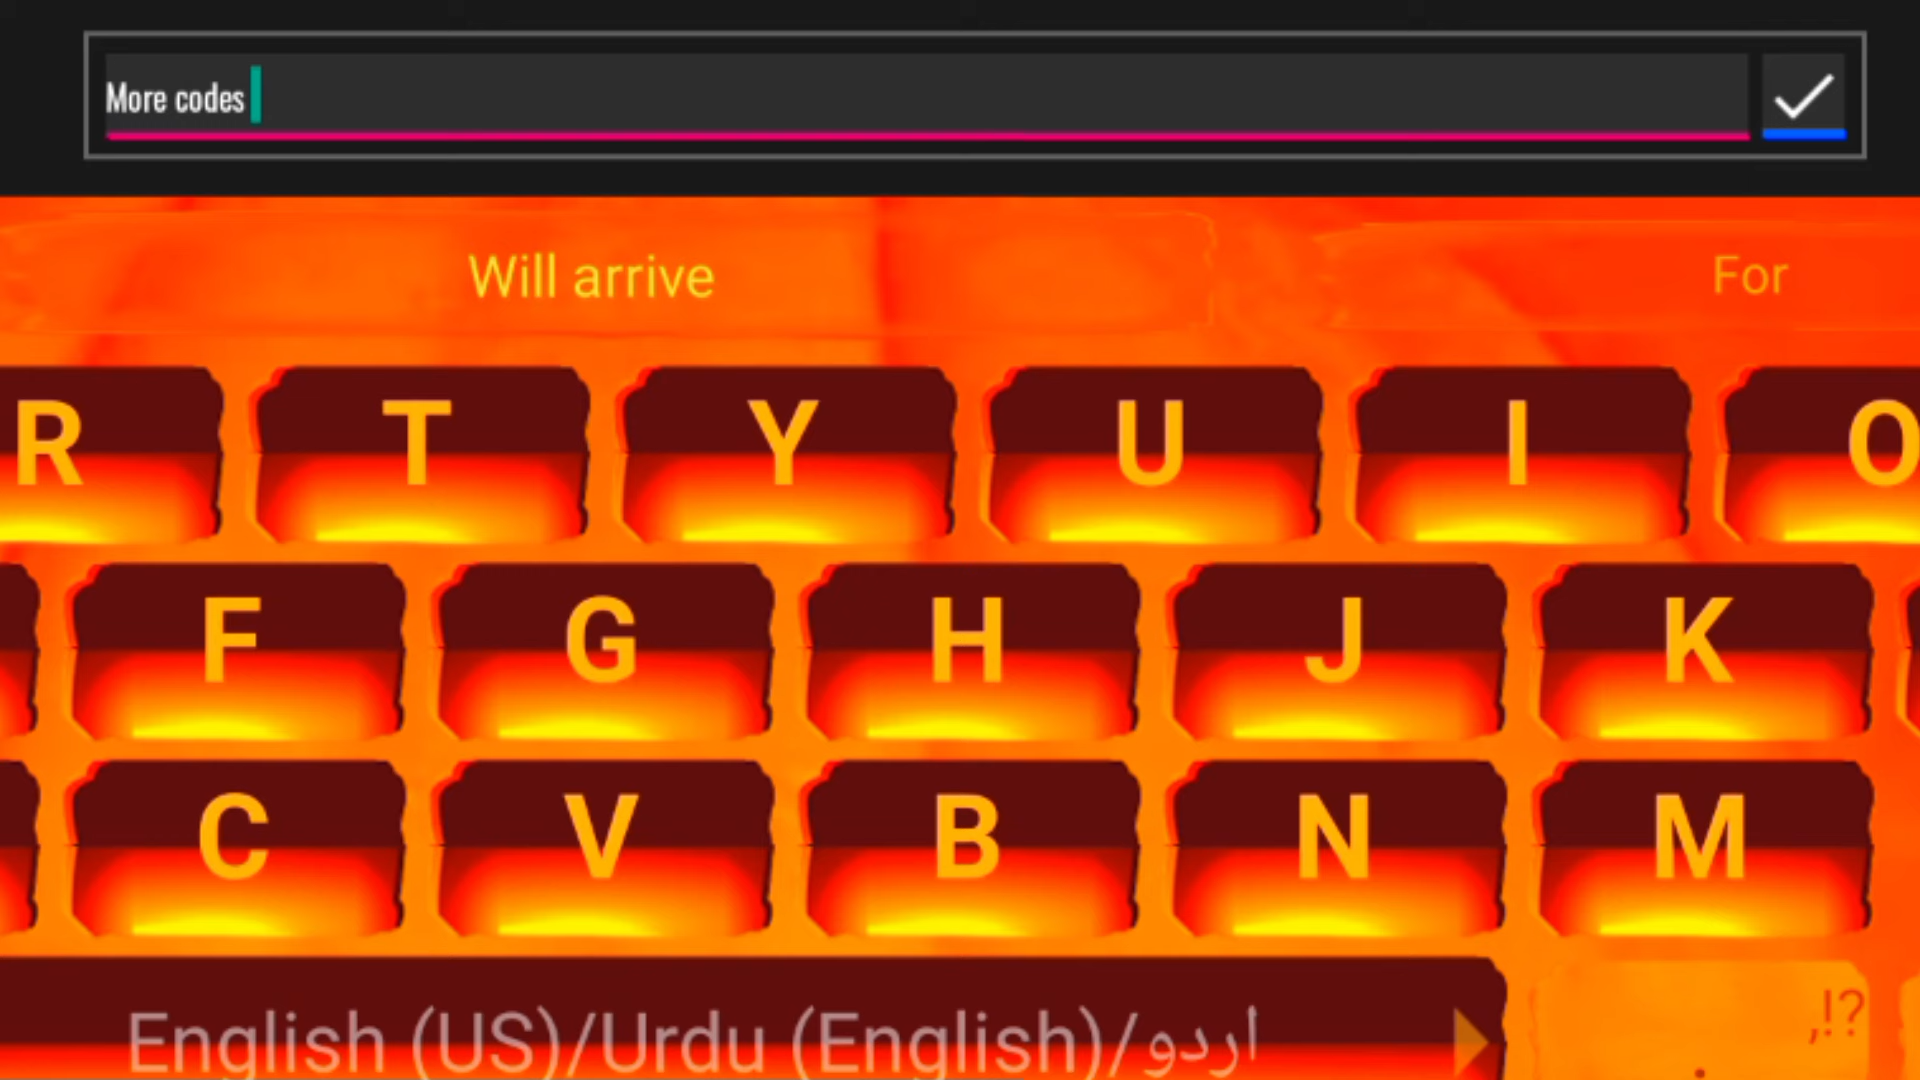 More codes
Will arrive For
R T Y U I O
F G H J K
C V B N M
English (US)/Urdu (English)/اردو ,!?
.